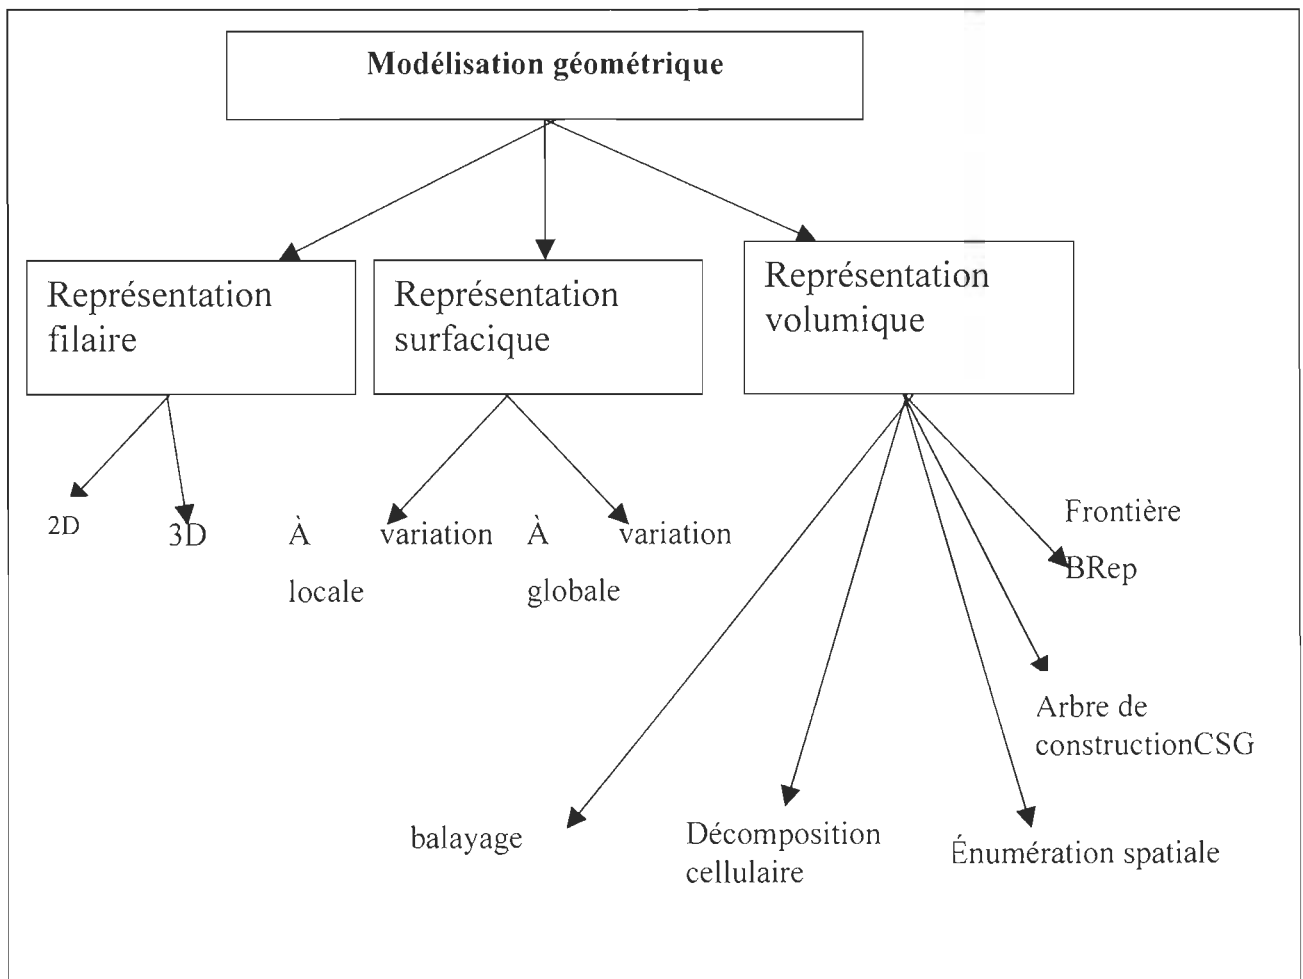 Modélisation géométrique
Représentation
filaire
Représentation
surfacique
Représentation
volumique
2D
3D
À variation
locale
À variation
globale
Frontière
BRep
Arbre de
constructionCSG
balayage
Décomposition
cellulaire
Énumération spatiale